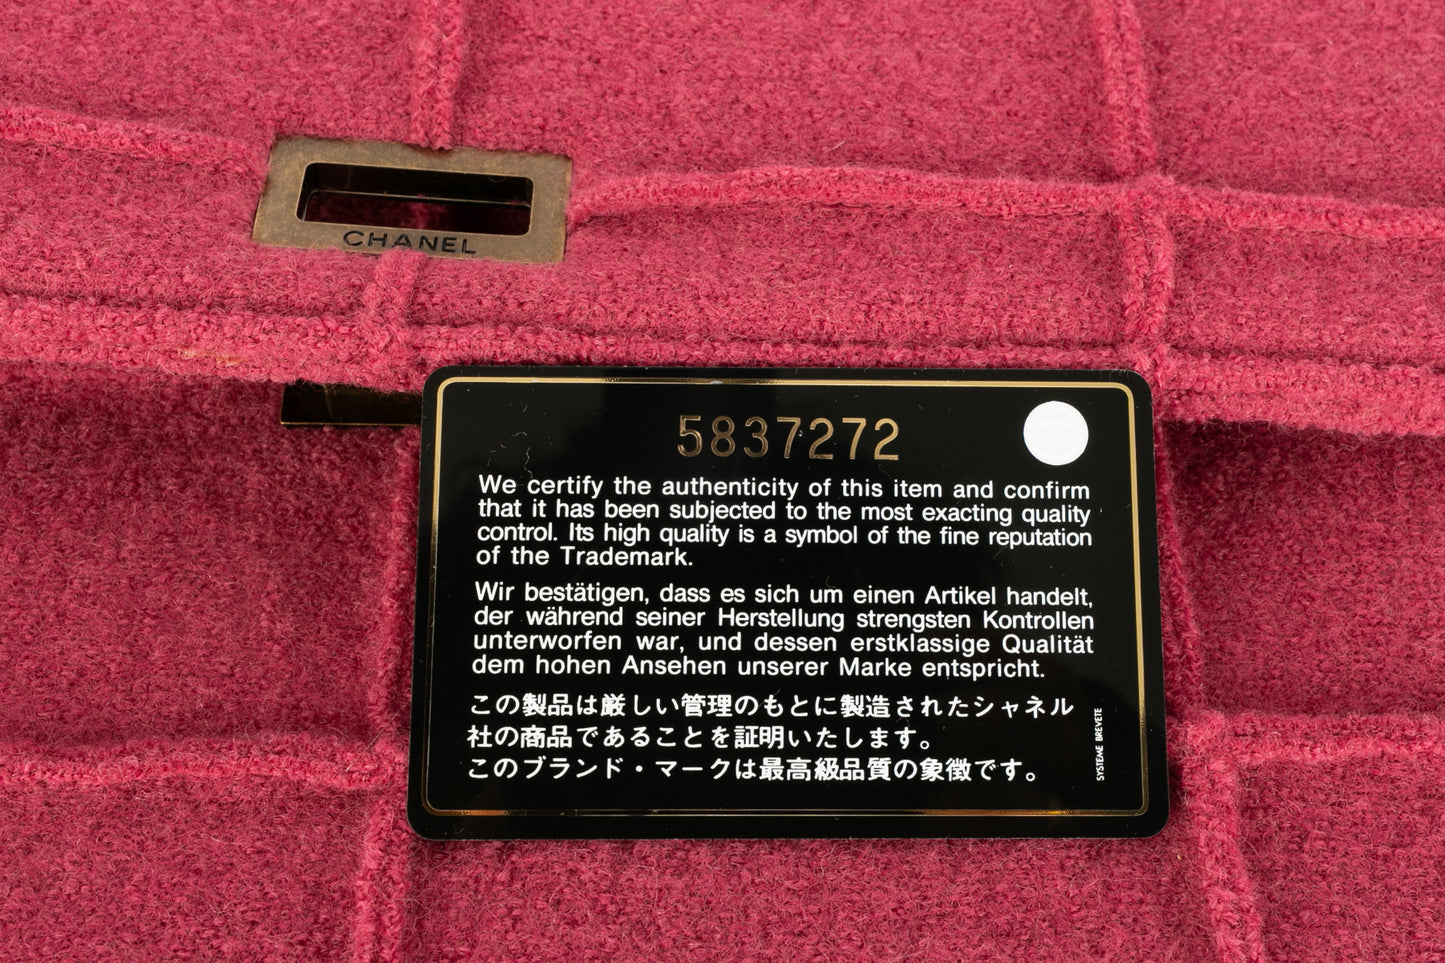 CHANEL
5837272
We certify the authenticity of this item and confirm
that it has been subjected to the most exacting quality
control. Its high quality is a symbol of the fine reputation
of the Trademark.
Wir bestätigen, dass es sich um einen Artikel handelt,
der während seiner Herstellung strengsten Kontrollen
unterworfen war, und dessen erstklassige Qualität
dem hohen Ansehen unserer Marke entspricht.
この製品は厳しい管理のもとに製造されたシャネル
社の商品であることを証明いたします。
このブランド・マークは最高級品質の象徴です。
SYSTEME BREVETE